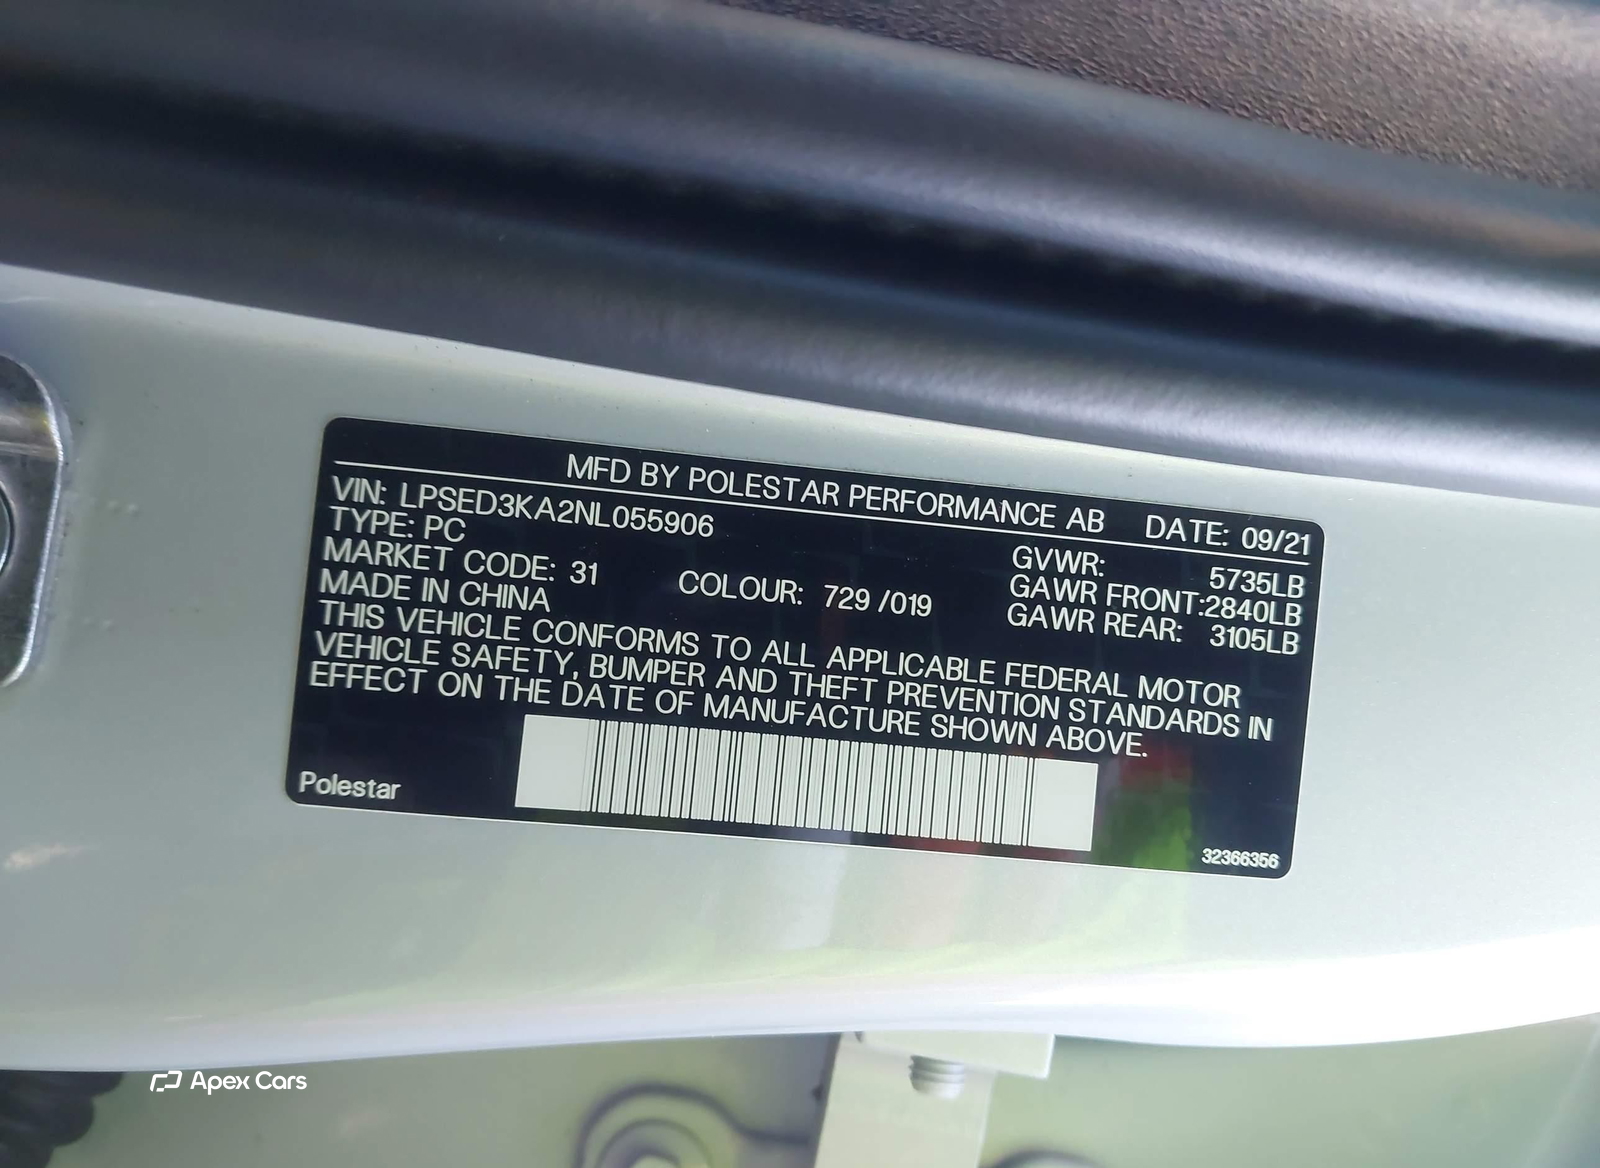 MFD BY POLESTAR PERFORMANCE AB DATE: 09/21
VIN: LPSED3KA2NL055906
TYPE: PC GVWR: 5735LB
MARKET CODE: 31 COLOUR: 729 /019 GAWR FRONT:2840LB
MADE IN CHINA GAWR REAR: 3105LB
THIS VEHICLE CONFORMS TO ALL APPLICABLE FEDERAL MOTOR
VEHICLE SAFETY, BUMPER AND THEFT PREVENTION STANDARDS IN
EFFECT ON THE DATE OF MANUFACTURE SHOWN ABOVE.
Polestar
32366356
Apex Cars